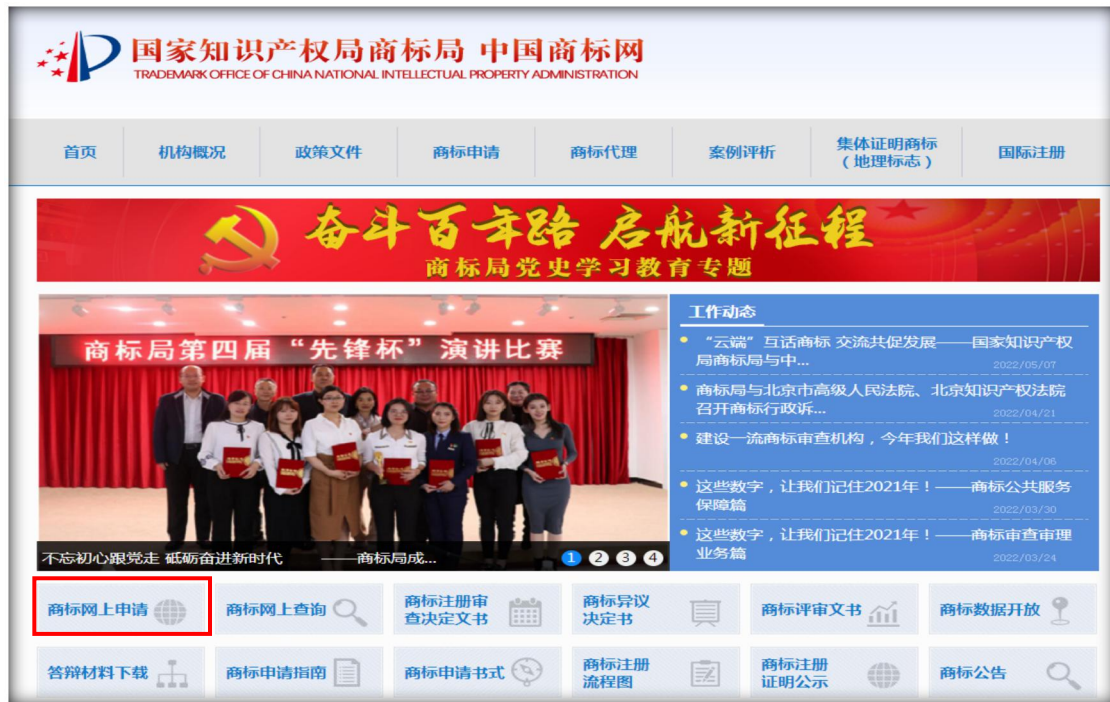 国家知识产权局商标局 中国商标网
TRADEMARK OFFICE OF CHINA NATIONAL INTELLECTUAL PROPERTY ADMINISTRATION
首页
机构概况
政策文件
商标申请
商标代理
案例评析
集体证明商标
（地理标志）
国际注册
奋斗百年路 启航新征程
商标局党史学习教育专题
商标局第四届“先锋杯”演讲比赛
不忘初心跟党走 砥砺奋进新时代 ——商标局成...
1 2 3 4
工作动态
“云端”互话商标 交流共促发展——国家知识产权
局商标局与中...
2022/05/07
商标局与北京市高级人民法院、北京知识产权法院
召开商标行政诉...
2022/04/21
建设一流商标审查机构，今年我们这样做！
2022/04/06
这些数字，让我们记住2021年！——商标公共服务
保障篇
2022/03/30
这些数字，让我们记住2021年！——商标审查审理
业务篇
2022/03/24
商标网上申请
商标网上查询
商标注册审
查决定文书
商标异议
决定书
商标评审文书
商标数据开放
答辩材料下载
商标申请指南
商标申请书式
商标注册
流程图
商标注册
证明公示
商标公告